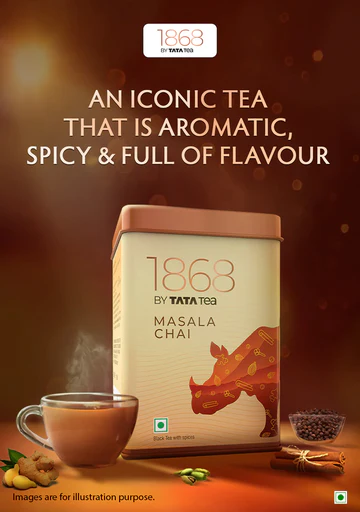 1868
BY TATA Tea
AN ICONIC TEA
THAT IS AROMATIC,
SPICY & FULL OF FLAVOUR
1868
BY TATA Tea
MASALA
CHAI
Black Tea with spices
Images are for illustration purpose.